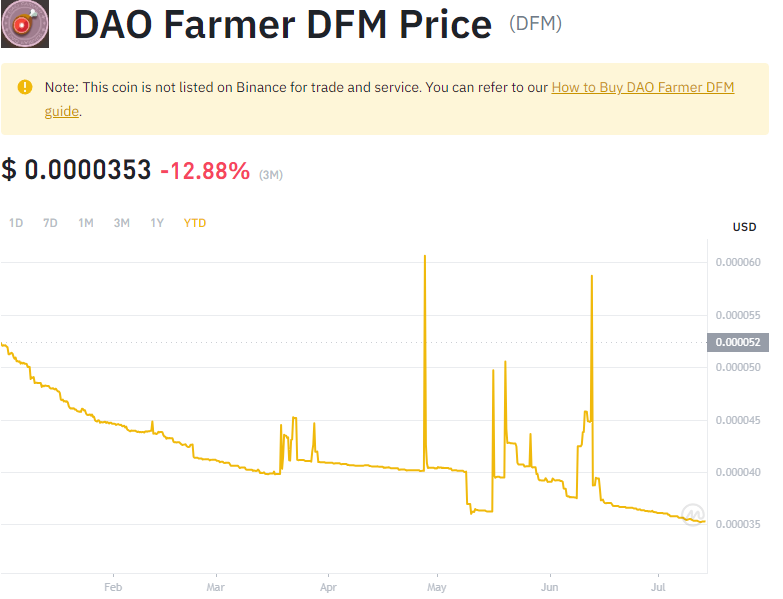 DAO Farmer DFM Price (DFM)
Note: This coin is not listed on Binance for trade and service. You can refer to our How to Buy DAO Farmer DFM
guide.
$ 0.0000353 -12.88% (3M)
1D 7D 1M 3M 1Y YTD
USD
0.000060
0.000055
0.000052
0.000050
0.000045
0.000040
0.000035
Feb Mar Apr May Jun Jul